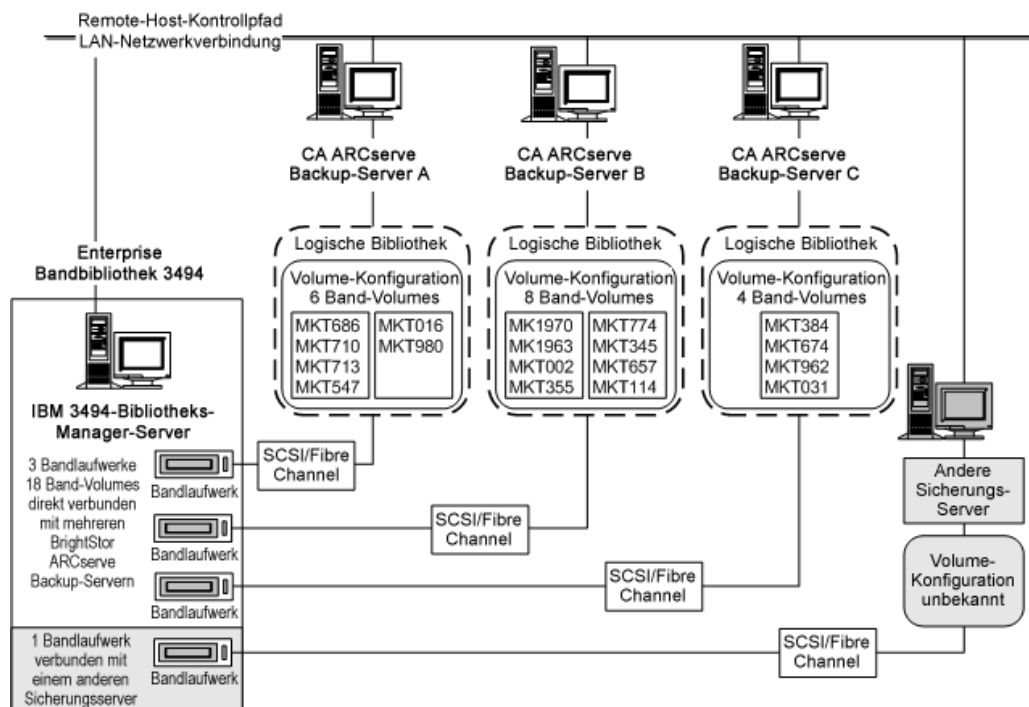 Remote-Host-Kontrollpfad
LAN-Netzwerkverbindung
CA ARCserve
Backup-Server A
CA ARCserve
Backup-Server B
CA ARCserve
Backup-Server C
Enterprise
Bandbibliothek 3494
Logische Bibliothek
Volume-Konfiguration
6 Band-Volumes
MKT686
MKT710
MKT713
MKT547
MKT016
MKT980
Logische Bibliothek
Volume-Konfiguration
8 Band-Volumes
MK1970
MK1963
MKT002
MKT355
MKT774
MKT345
MKT657
MKT114
Logische Bibliothek
Volume-Konfiguration
4 Band-Volumes
MKT384
MKT674
MKT962
MKT031
IBM 3494-Bibliotheks-
Manager-Server
3 Bandlaufwerke
18 Band-Volumes
direkt verbunden
mit mehreren
BrightStor
ARCserve
Backup-Servern
Bandlaufwerk
SCSI/Fibre
Channel
Bandlaufwerk
SCSI/Fibre
Channel
Bandlaufwerk
SCSI/Fibre
Channel
Andere
Sicherungs-
Server
Volume-
Konfiguration
unbekannt
1 Bandlaufwerk
verbunden mit
einem anderen
Sicherungsserver
Bandlaufwerk
SCSI/Fibre
Channel